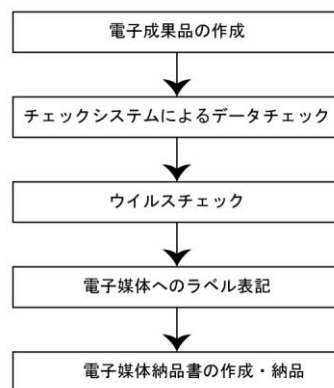 電子成果品の作成
チェックシステムによるデータチェック
ウイルスチェック
電子媒体へのラベル表記
電子媒体納品書の作成・納品